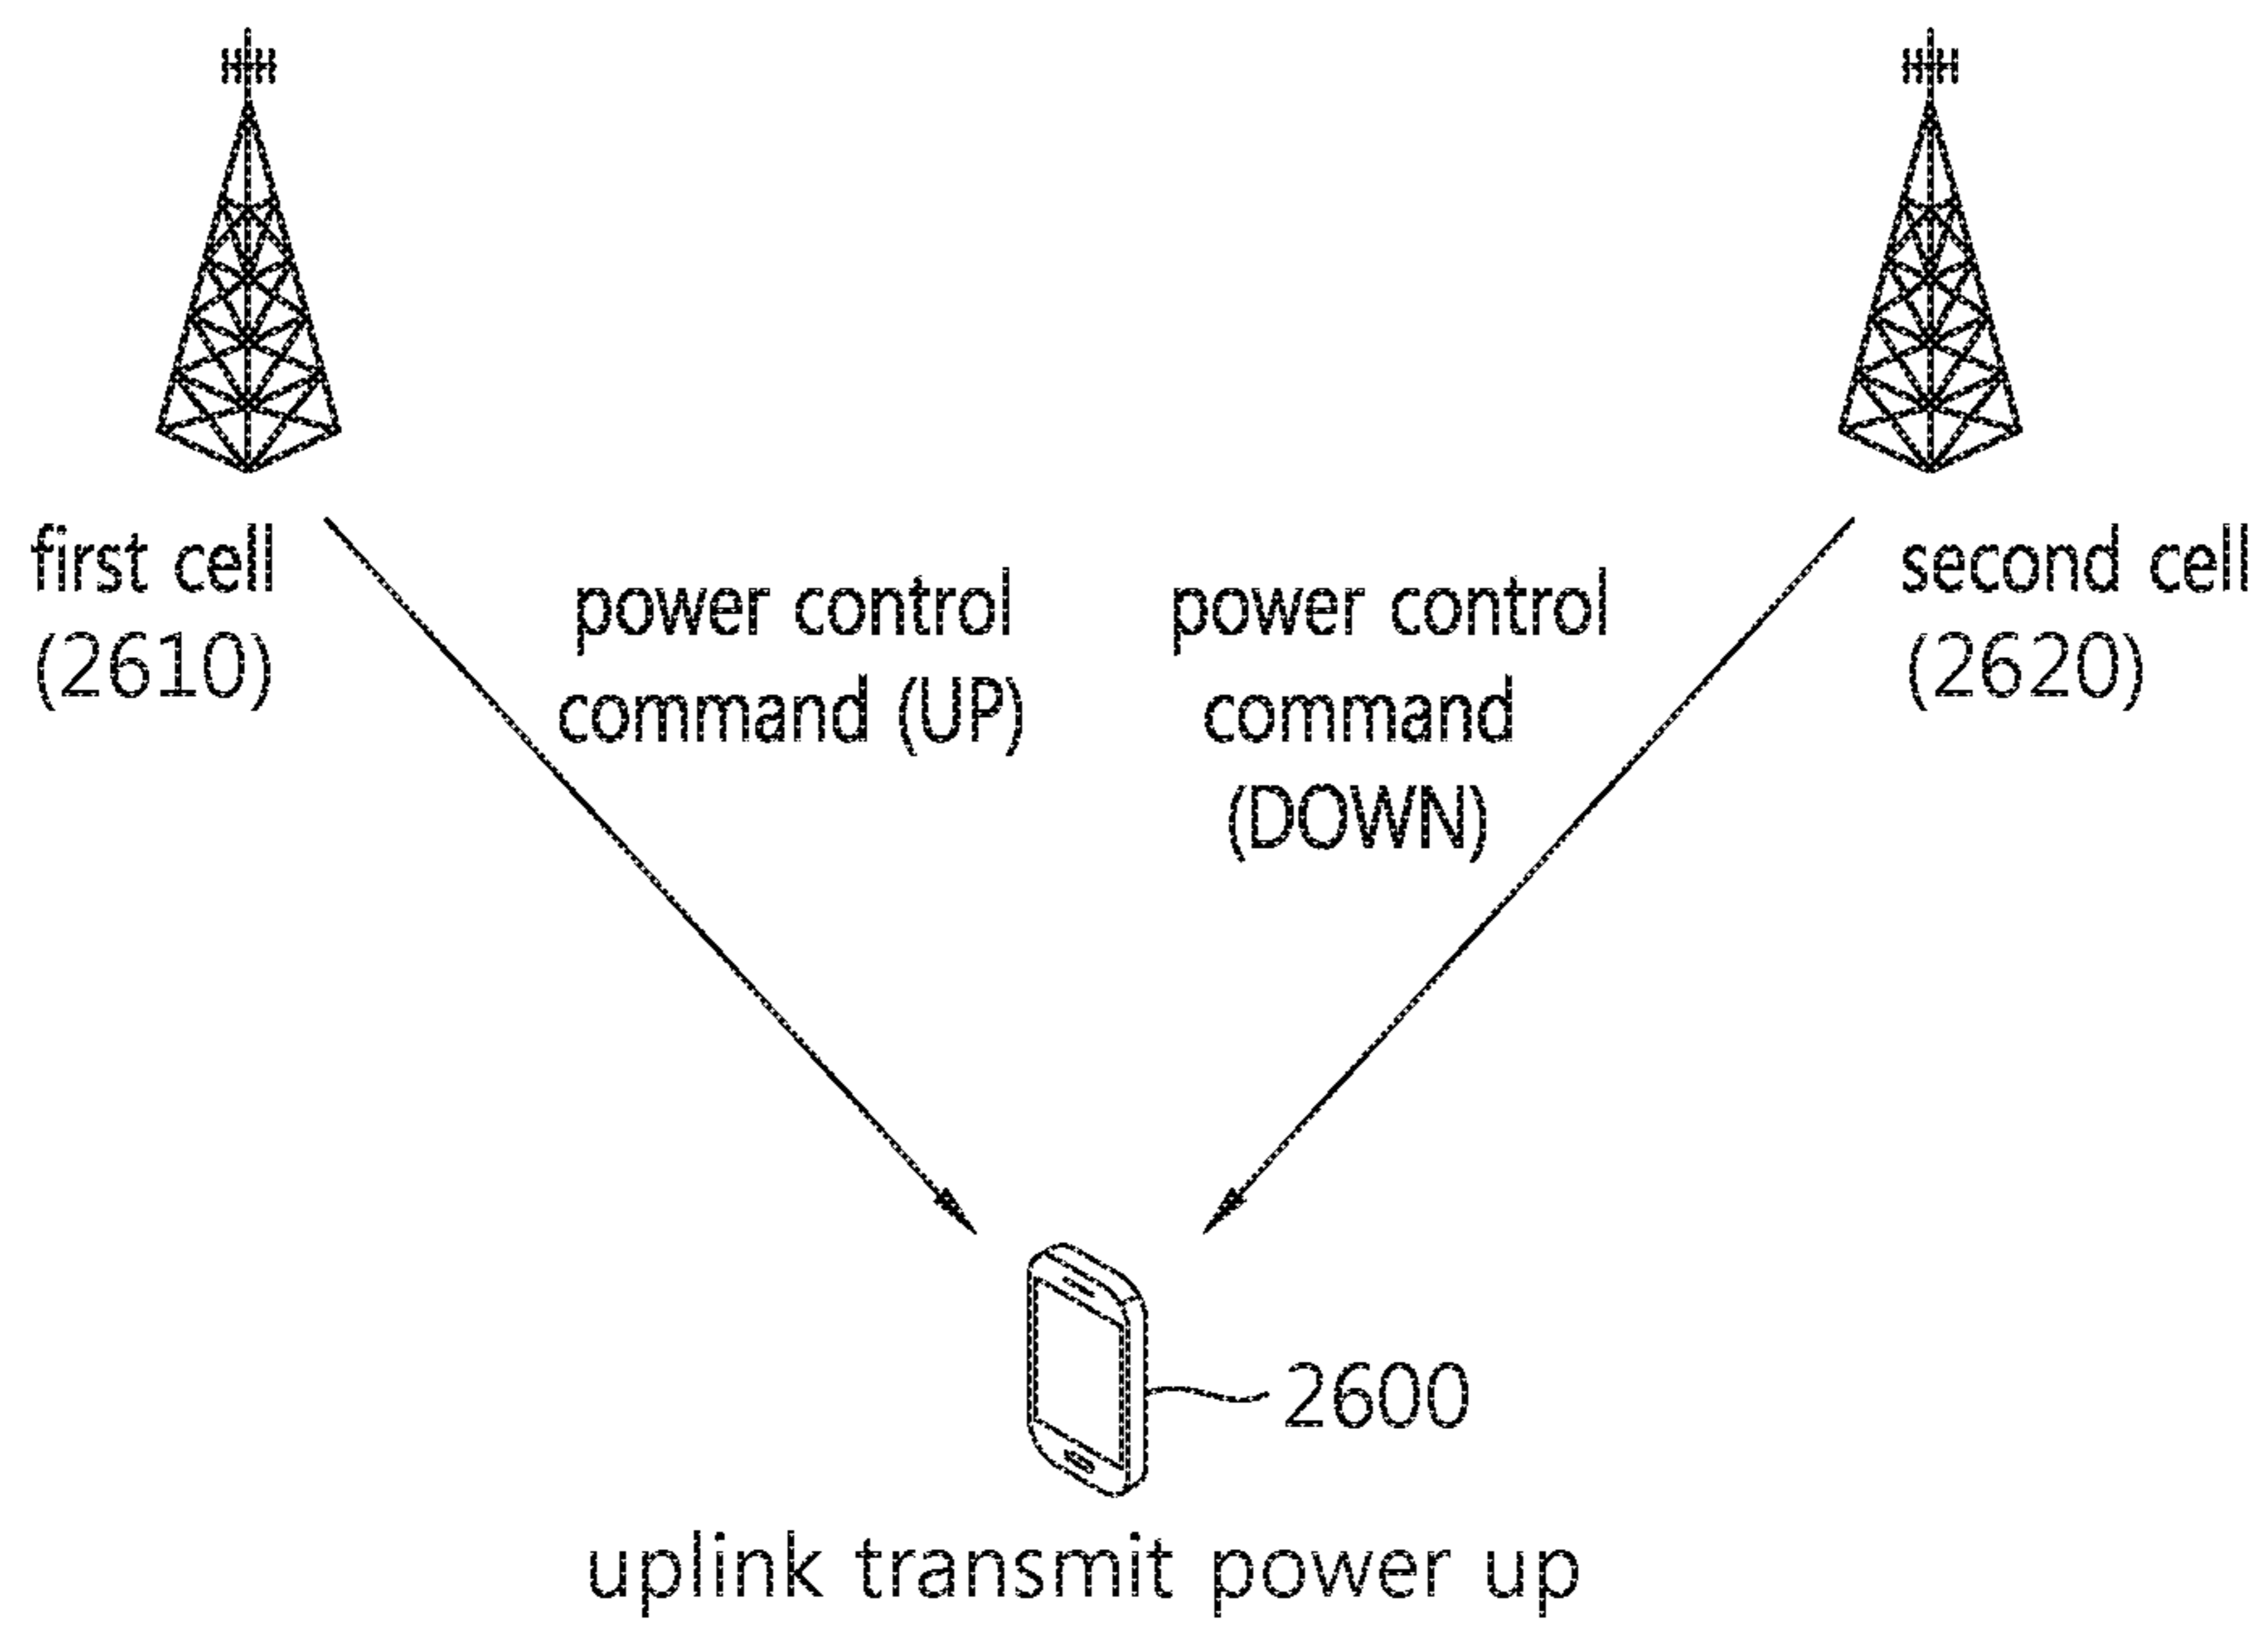 first cell
(2610)
power control
command (UP)
power control
command
(DOWN)
second cell
(2620)
2600
uplink transmit power up